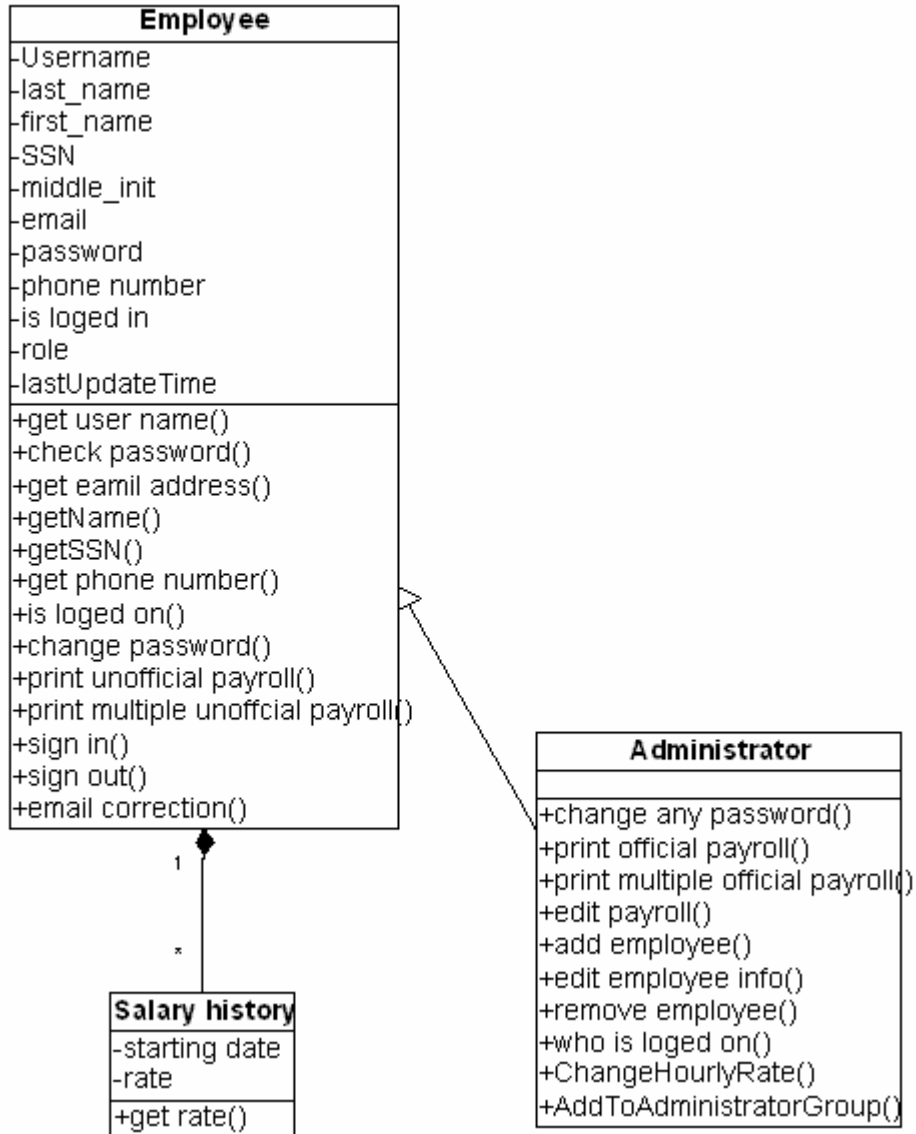 Employee
-Username
-last_name
-first_name
-SSN
-middle_init
-email
-password
-phone number
-is loged in
-role
-lastUpdateTime
+get user name()
+check password()
+get eamil address()
+getName()
+getSSN()
+get phone number()
+is loged on()
+change password()
+print unofficial payroll()
+print multiple unoffcial payroll()
+sign in()
+sign out()
+email correction()
1
*
Salary history
-starting date
-rate
+get rate()
Administrator
+change any password()
+print official payroll()
+print multiple official payroll()
+edit payroll()
+add employee()
+edit employee info()
+remove employee()
+who is loged on()
+ChangeHourlyRate()
+AddToAdministratorGroup()